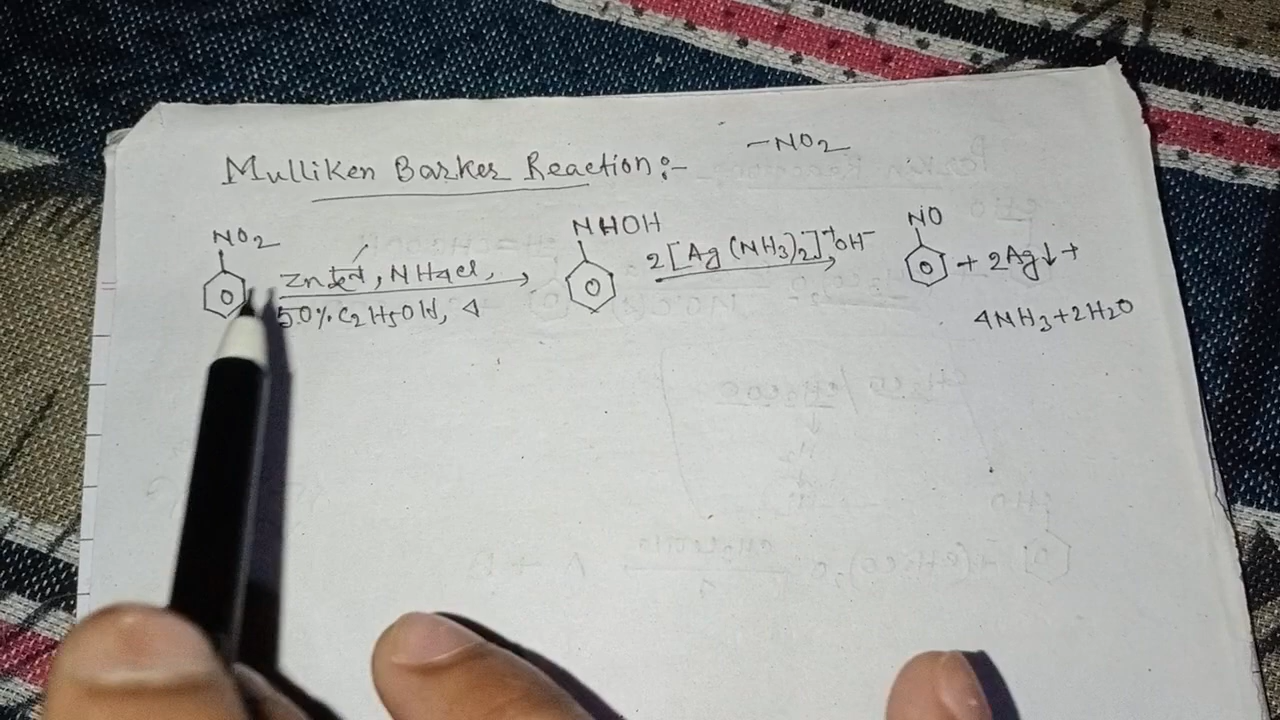 Mulliken Barker Reaction :-
-NO2
NO2
Zn , NH4Cl,
50% C2H5OH, Δ
NHOH
2[Ag(NH3)2]+OH-
NO
+ 2Ag↓ +
4NH3+2H2O